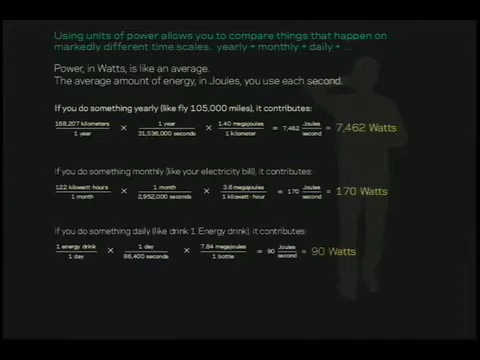 Using units of power allows you to compare things that happen on
markedly different time scales. yearly + monthly + daily + ...
Power, in Watts, is like an average.
The average amount of energy, in Joules, you use each second.
If you do something yearly (like fly 105,000 miles), it contributes:
168,207 kilometers / 1 year × 1 year / 31,536,000 seconds × 1.40 megajoules / 1 kilometer = 7,462 Joules / second = 7,462 Watts
If you do something monthly (like your electricity bill), it contributes:
122 kilowatt·hours / 1 month × 1 month / 2,952,000 seconds × 3.6 megajoules / 1 kilowatt·hour = 170 Joules / second = 170 Watts
If you do something daily (like drink 1 Energy drink), it contributes:
1 energy drink / 1 day × 1 day / 86,400 seconds × 7.84 megajoules / 1 bottle = 90 Joules / second = 90 Watts